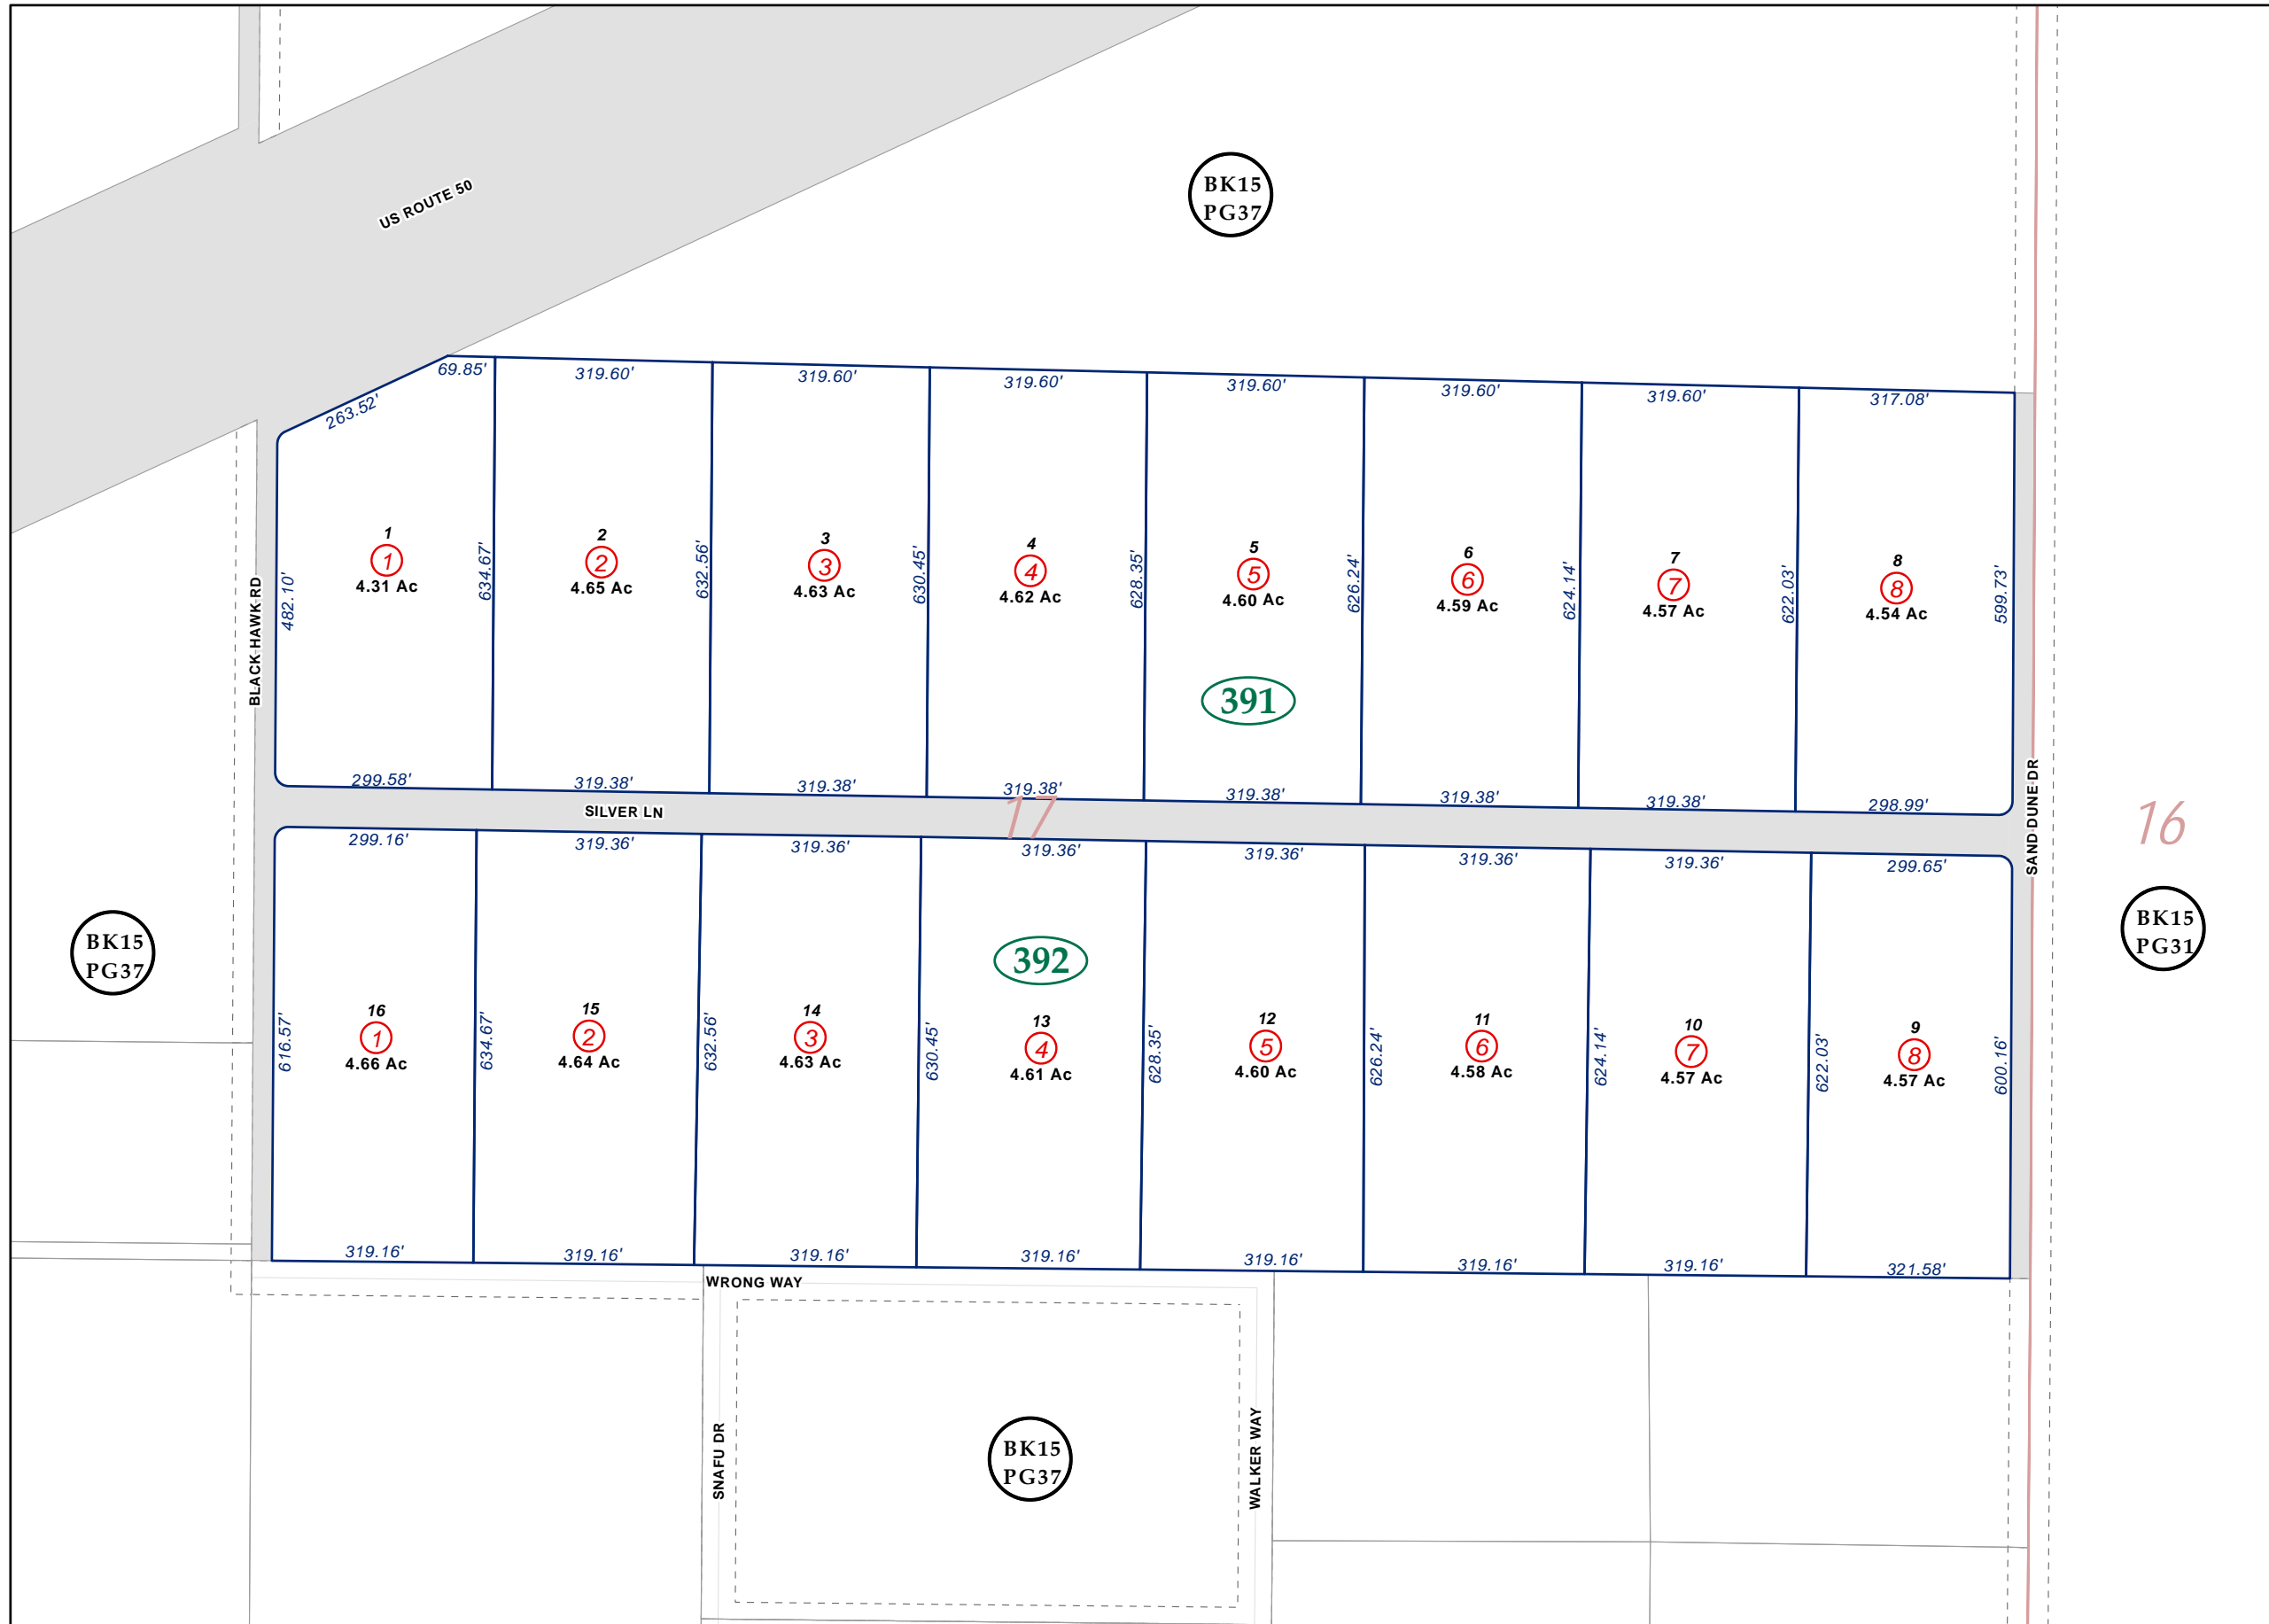 BK15
PG37
US ROUTE 50
69.85'
319.60'
319.60'
319.60'
319.60'
319.60'
319.60'
317.08'
263.52'
1
1
4.31 Ac
2
2
4.65 Ac
3
3
4.63 Ac
4
4
4.62 Ac
5
5
4.60 Ac
6
6
4.59 Ac
7
7
4.57 Ac
8
8
4.54 Ac
482.10'
634.67'
632.56'
630.45'
628.35'
626.24'
624.14'
622.03'
599.73'
BLACK HAWK RD
391
299.58'
319.38'
319.38'
319.38'
319.38'
319.38'
319.38'
298.99'
SILVER LN
17
SAND DUNE DR
16
299.16'
319.36'
319.36'
319.36'
319.36'
319.36'
319.36'
299.65'
BK15
PG37
392
BK15
PG31
16
1
4.66 Ac
15
2
4.64 Ac
14
3
4.63 Ac
13
4
4.61 Ac
12
5
4.60 Ac
11
6
4.58 Ac
10
7
4.57 Ac
9
8
4.57 Ac
616.57'
634.67'
632.56'
630.45'
628.35'
626.24'
624.14'
622.03'
600.16'
319.16'
319.16'
319.16'
319.16'
319.16'
319.16'
319.16'
321.58'
WRONG WAY
SNAFU DR
BK15
PG37
WALKER WAY